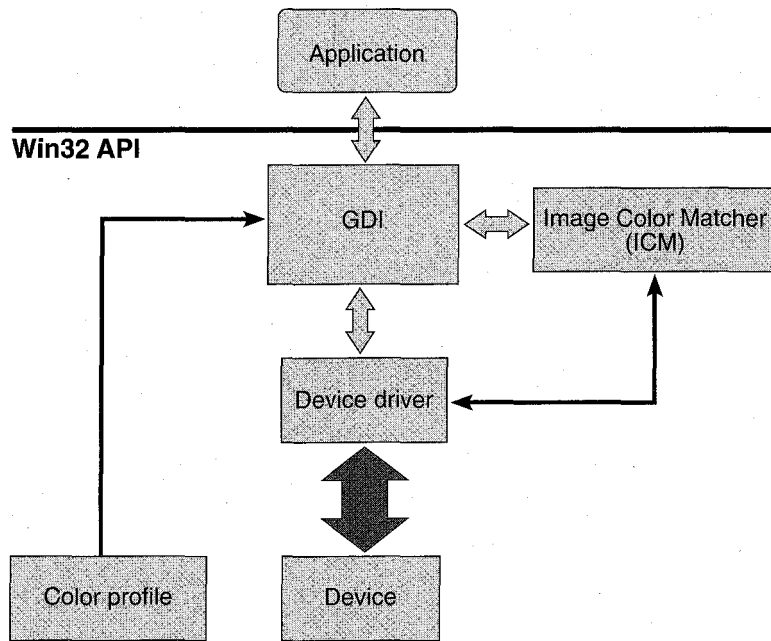 Application
Win32 API
GDI
Image Color Matcher
(ICM)
Device driver
Color profile
Device